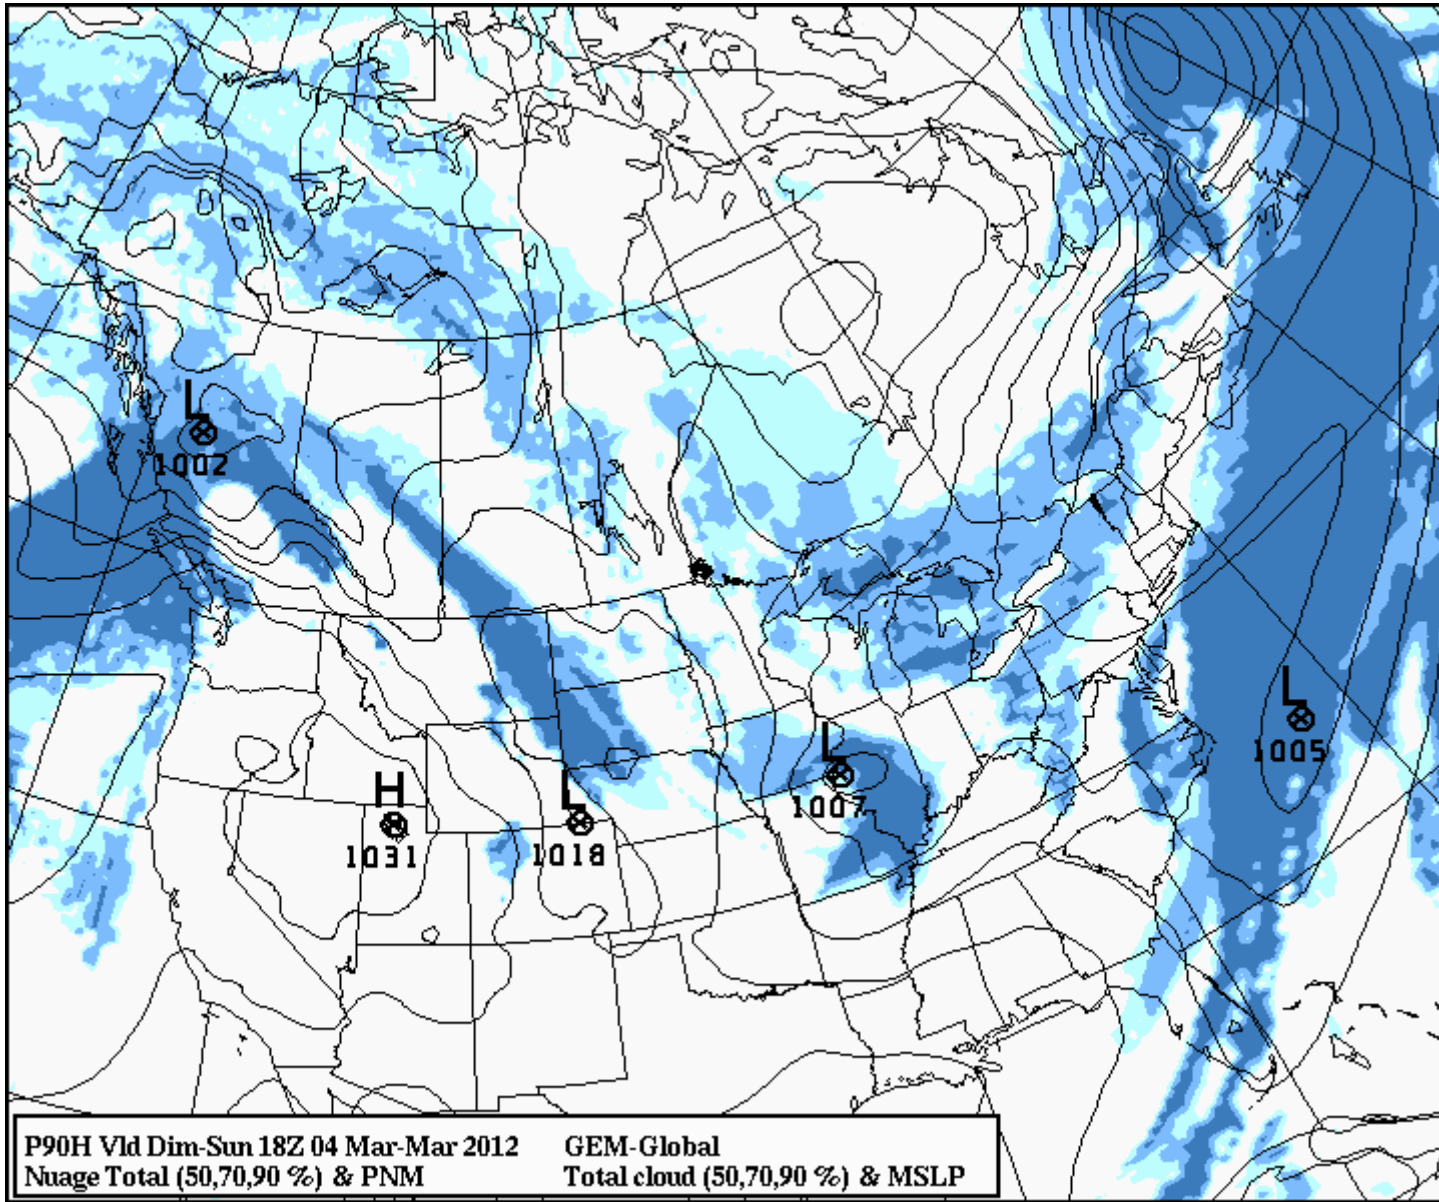 L
1002
H
1031
L
1018
L
1007
L
1005
P90H Vld Dim-Sun 18Z 04 Mar-Mar 2012 GEM-Global
Nuage Total (50,70,90 %) & PNM Total cloud (50,70,90 %) & MSLP